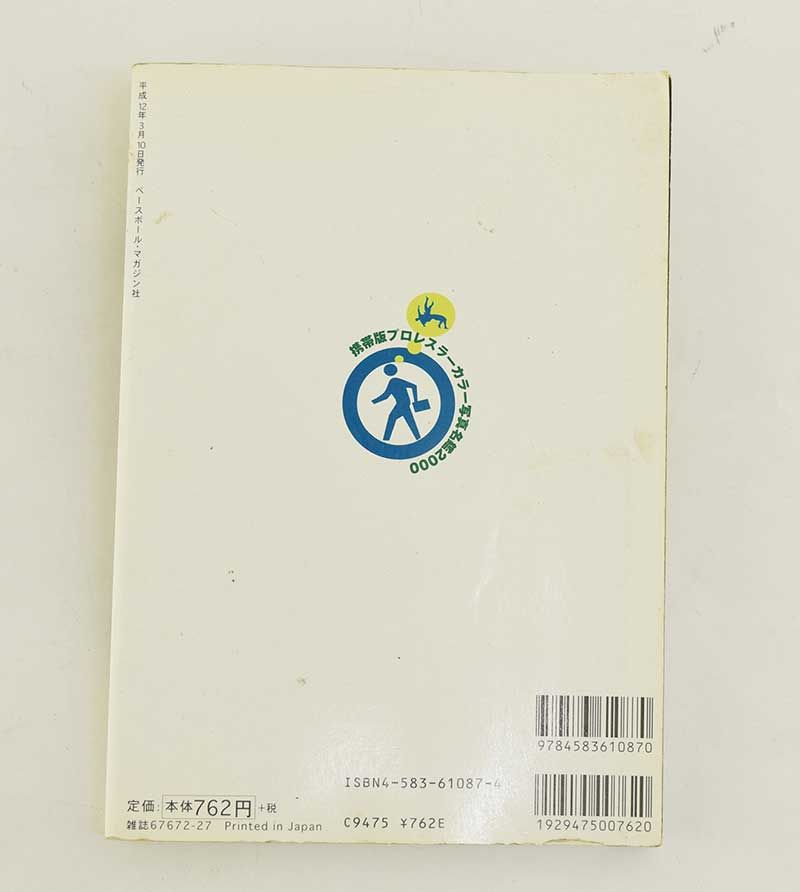 平成12年3月10日発行 ベースボール・マガジン社
携帯版プロレスラーカラー写真名鑑2000
9784583610870
ISBN4-583-61087-4
1929475007620
定価:本体762円+税
雑誌67672-27 Printed in Japan
C9475 ¥762E